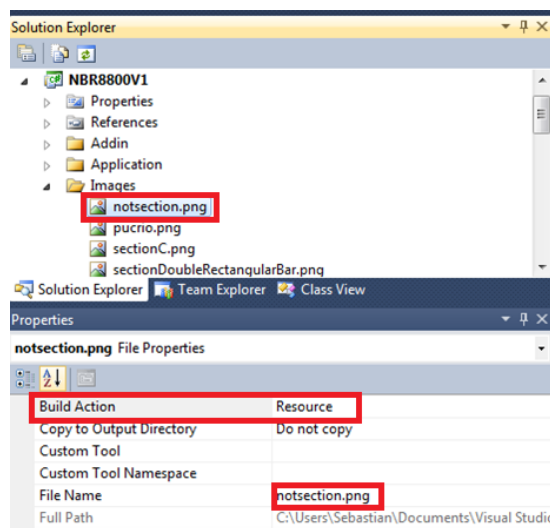 Solution Explorer
NBR8800V1
Properties
References
Addin
Application
Images
notsection.png
pucrio.png
sectionC.png
sectionDoubleRectangularBar.png
Solution Explorer Team Explorer Class View
Properties
notsection.png File Properties
Build Action Resource
Copy to Output Directory Do not copy
Custom Tool
Custom Tool Namespace
File Name notsection.png
Full Path C:\Users\Sebastian\Documents\Visual Studio